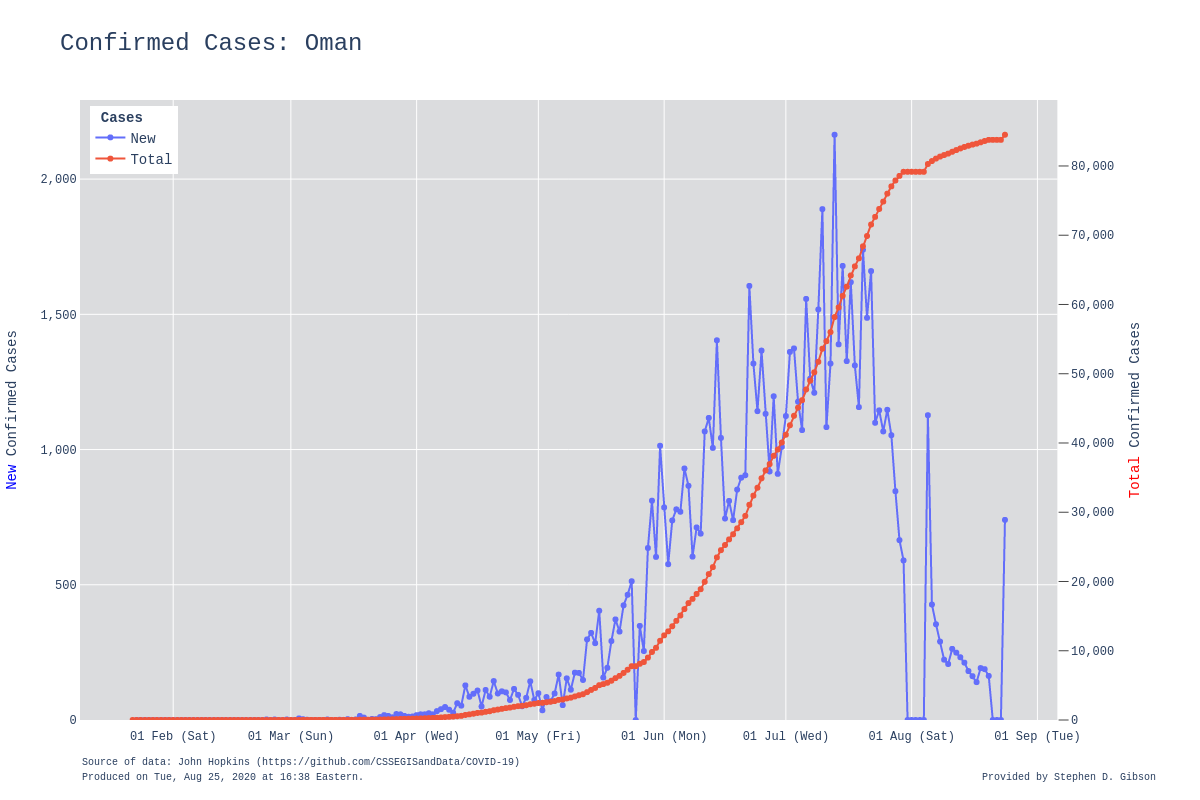 Confirmed Cases: Oman
Cases
New
Total
2,000
1,500
1,000
500
0
80,000
70,000
60,000
50,000
40,000
30,000
20,000
10,000
0
New Confirmed Cases
Total Confirmed Cases
01 Feb (Sat)
01 Mar (Sun)
01 Apr (Wed)
01 May (Fri)
01 Jun (Mon)
01 Jul (Wed)
01 Aug (Sat)
01 Sep (Tue)
Source of data: John Hopkins (https://github.com/CSSEGISandData/COVID-19)
Produced on Tue, Aug 25, 2020 at 16:38 Eastern.
Provided by Stephen D. Gibson